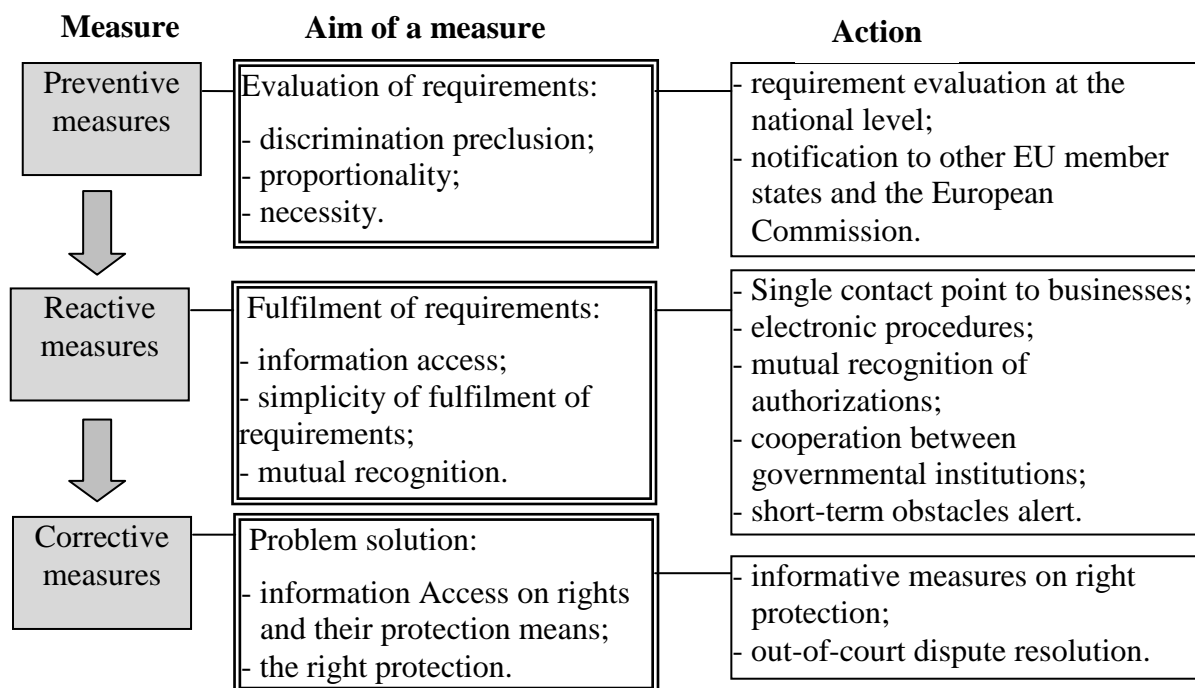 Measure
Aim of a measure
Action
Preventive
measures
Evaluation of requirements:
- discrimination preclusion;
- proportionality;
- necessity.
- requirement evaluation at the
national level;
- notification to other EU member
states and the European
Commission.
Reactive
measures
Fulfilment of requirements:
- information access;
- simplicity of fulfilment of
requirements;
- mutual recognition.
- Single contact point to businesses;
- electronic procedures;
- mutual recognition of
authorizations;
- cooperation between
governmental institutions;
- short-term obstacles alert.
Corrective
measures
Problem solution:
- information Access on rights
and their protection means;
- the right protection.
- informative measures on right
protection;
- out-of-court dispute resolution.